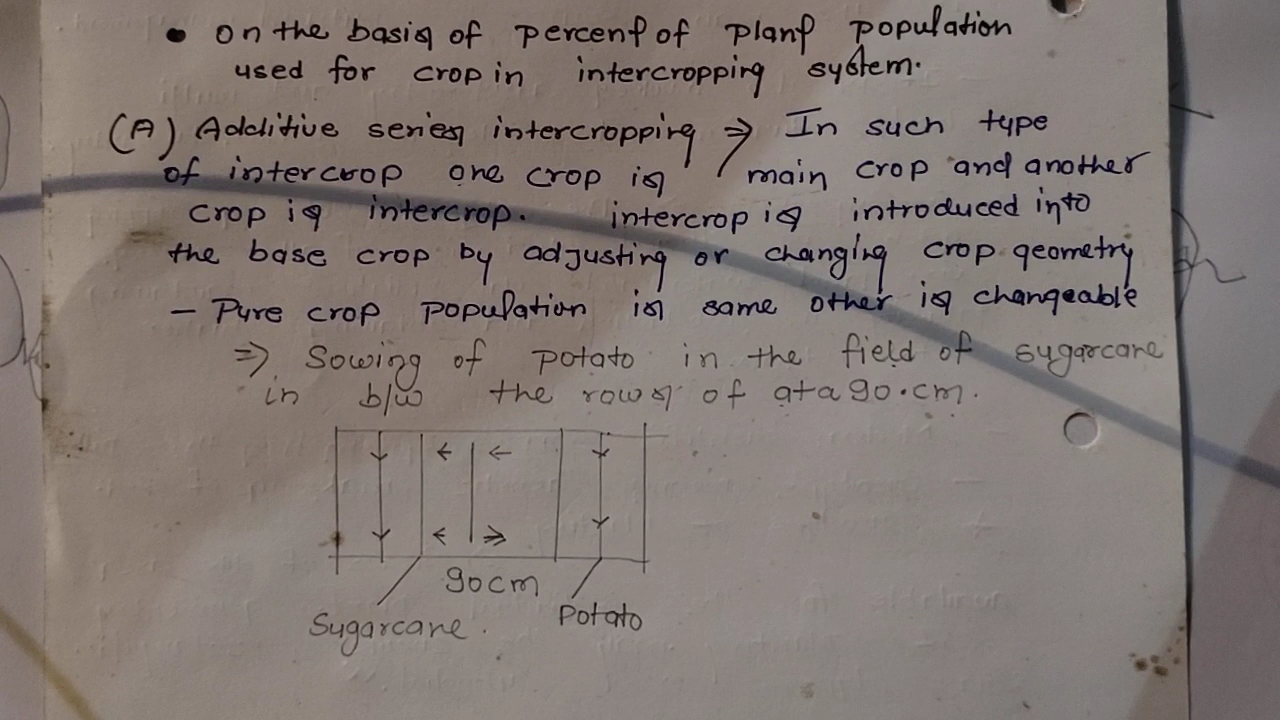 • on the basis of percent of plant population
used for crop in intercropping system.
(A) Additive series intercropping ⇒ In such type
of intercrop one crop is main crop and another
crop is intercrop. intercrop is introduced into
the base crop by adjusting or changing crop geometry
- Pure crop population is same other is changeable
⇒ Sowing of potato in the field of sugarcane
in b/w the rows of at a 90.cm.
90cm
Sugarcane. Potato